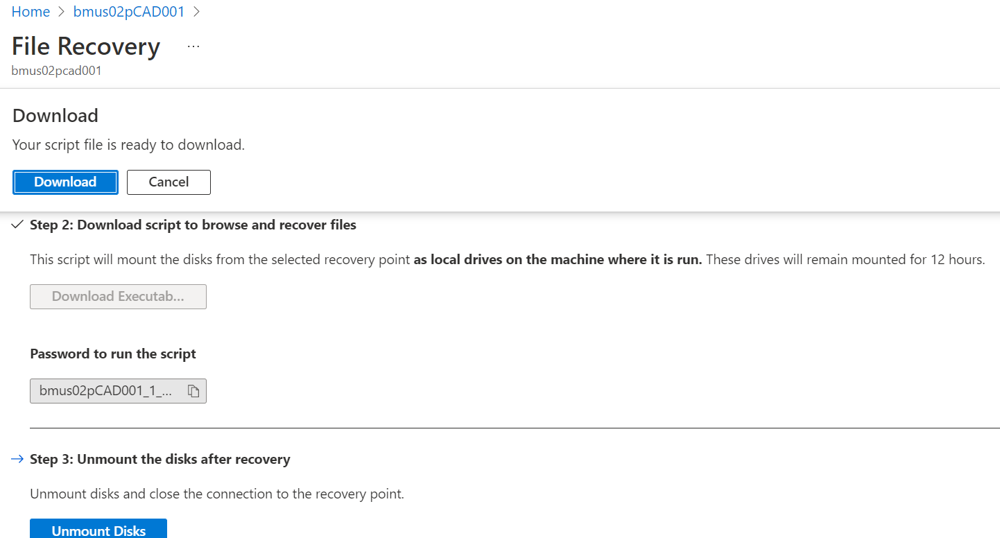 Home > bmus02pCAD001 >
File Recovery ...
bmus02pcad001
Download
Your script file is ready to download.
Download Cancel
Step 2: Download script to browse and recover files
This script will mount the disks from the selected recovery point as local drives on the machine where it is run. These drives will remain mounted for 12 hours.
Download Executab...
Password to run the script
bmus02pCAD001_1_...
Step 3: Unmount the disks after recovery
Unmount disks and close the connection to the recovery point.
Unmount Disks